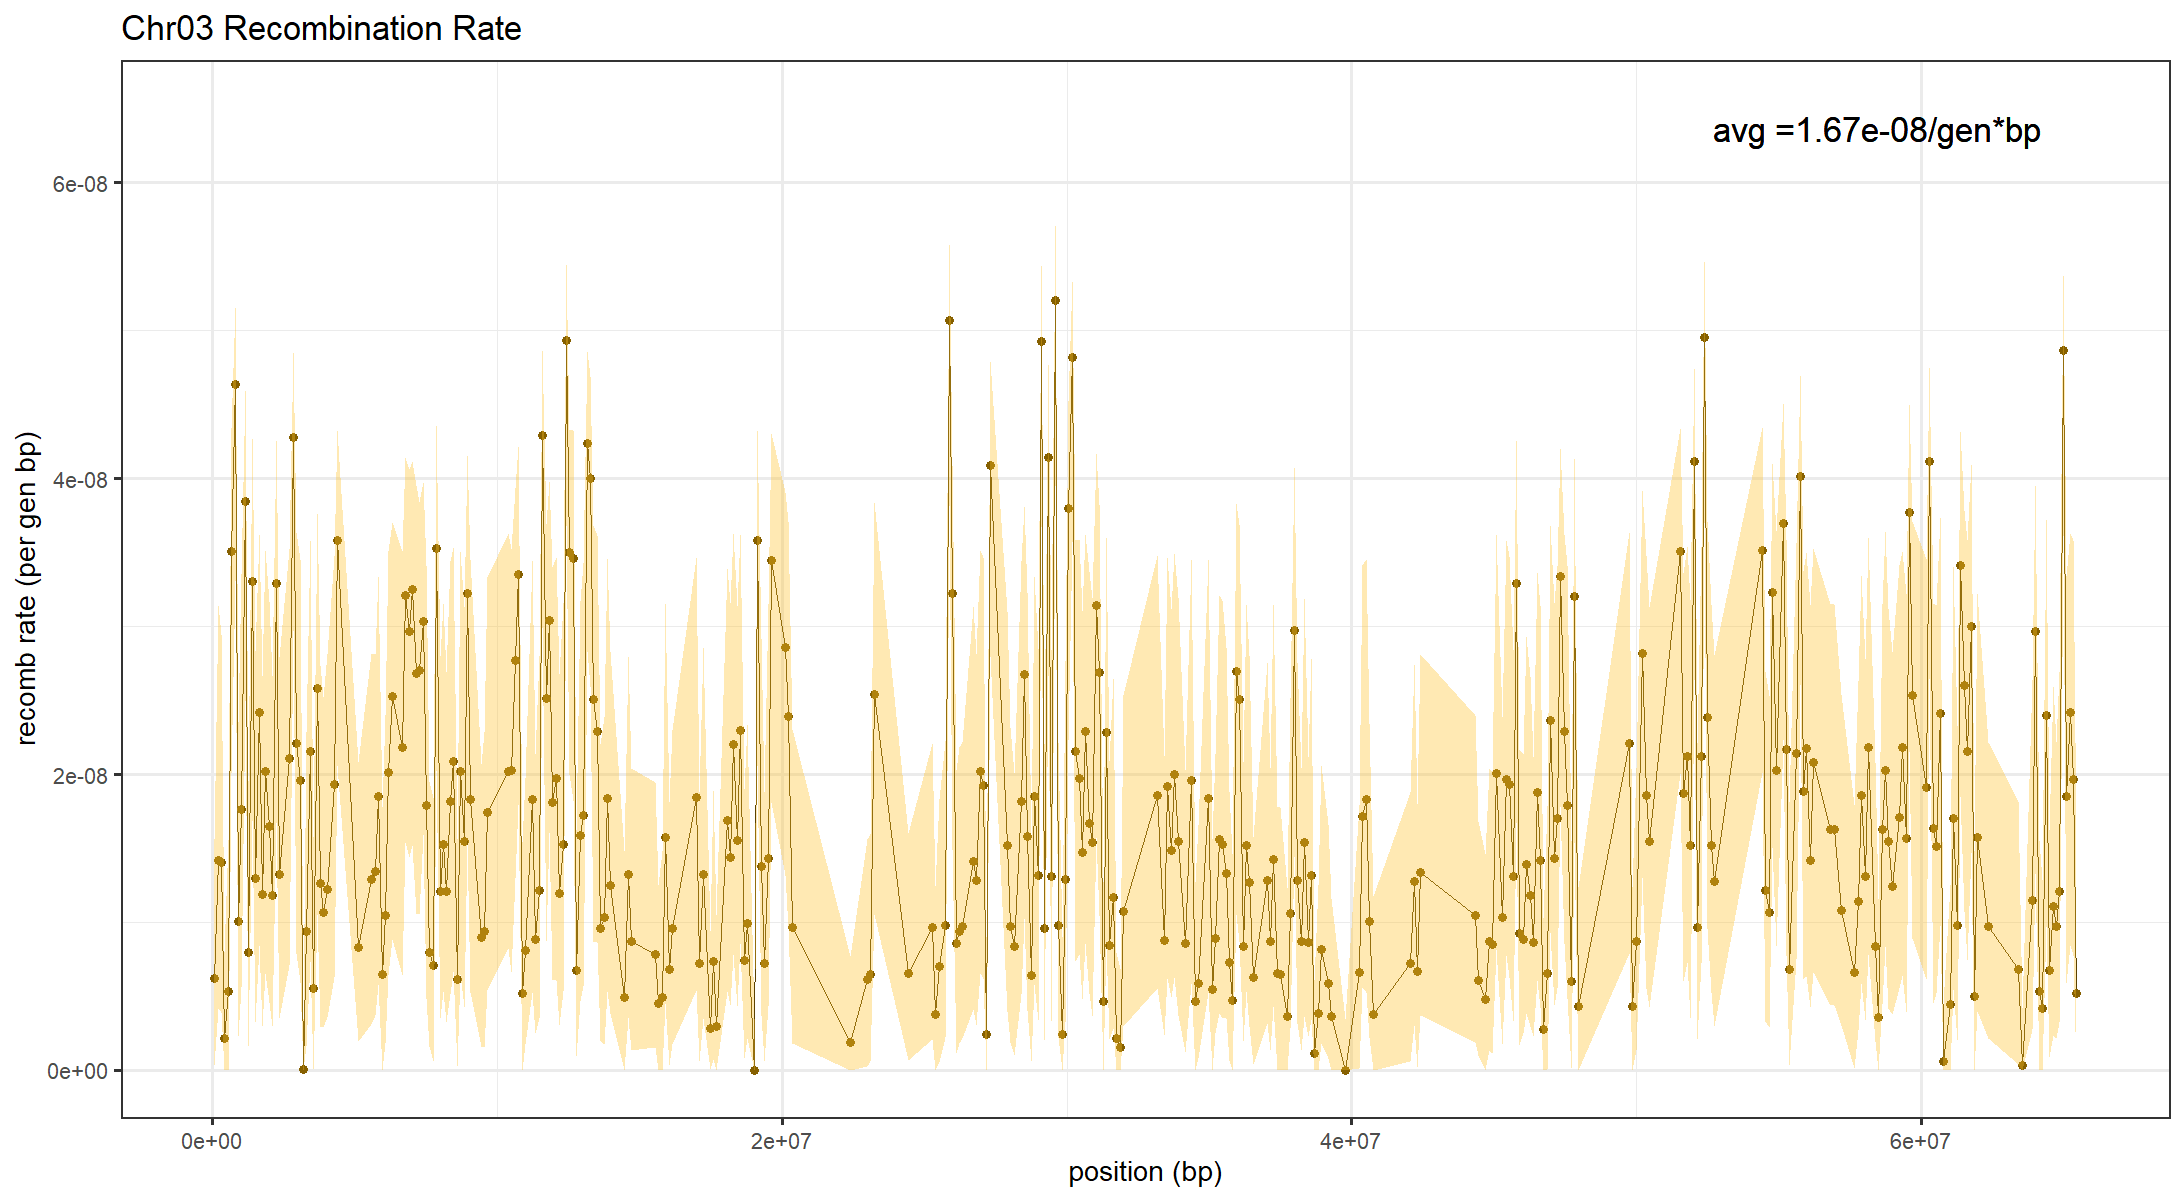 Chr03 Recombination Rate
avg =1.67e-08/gen*bp
recomb rate (per gen bp)
6e-08
4e-08
2e-08
0e+00
0e+00
2e+07
4e+07
6e+07
position (bp)